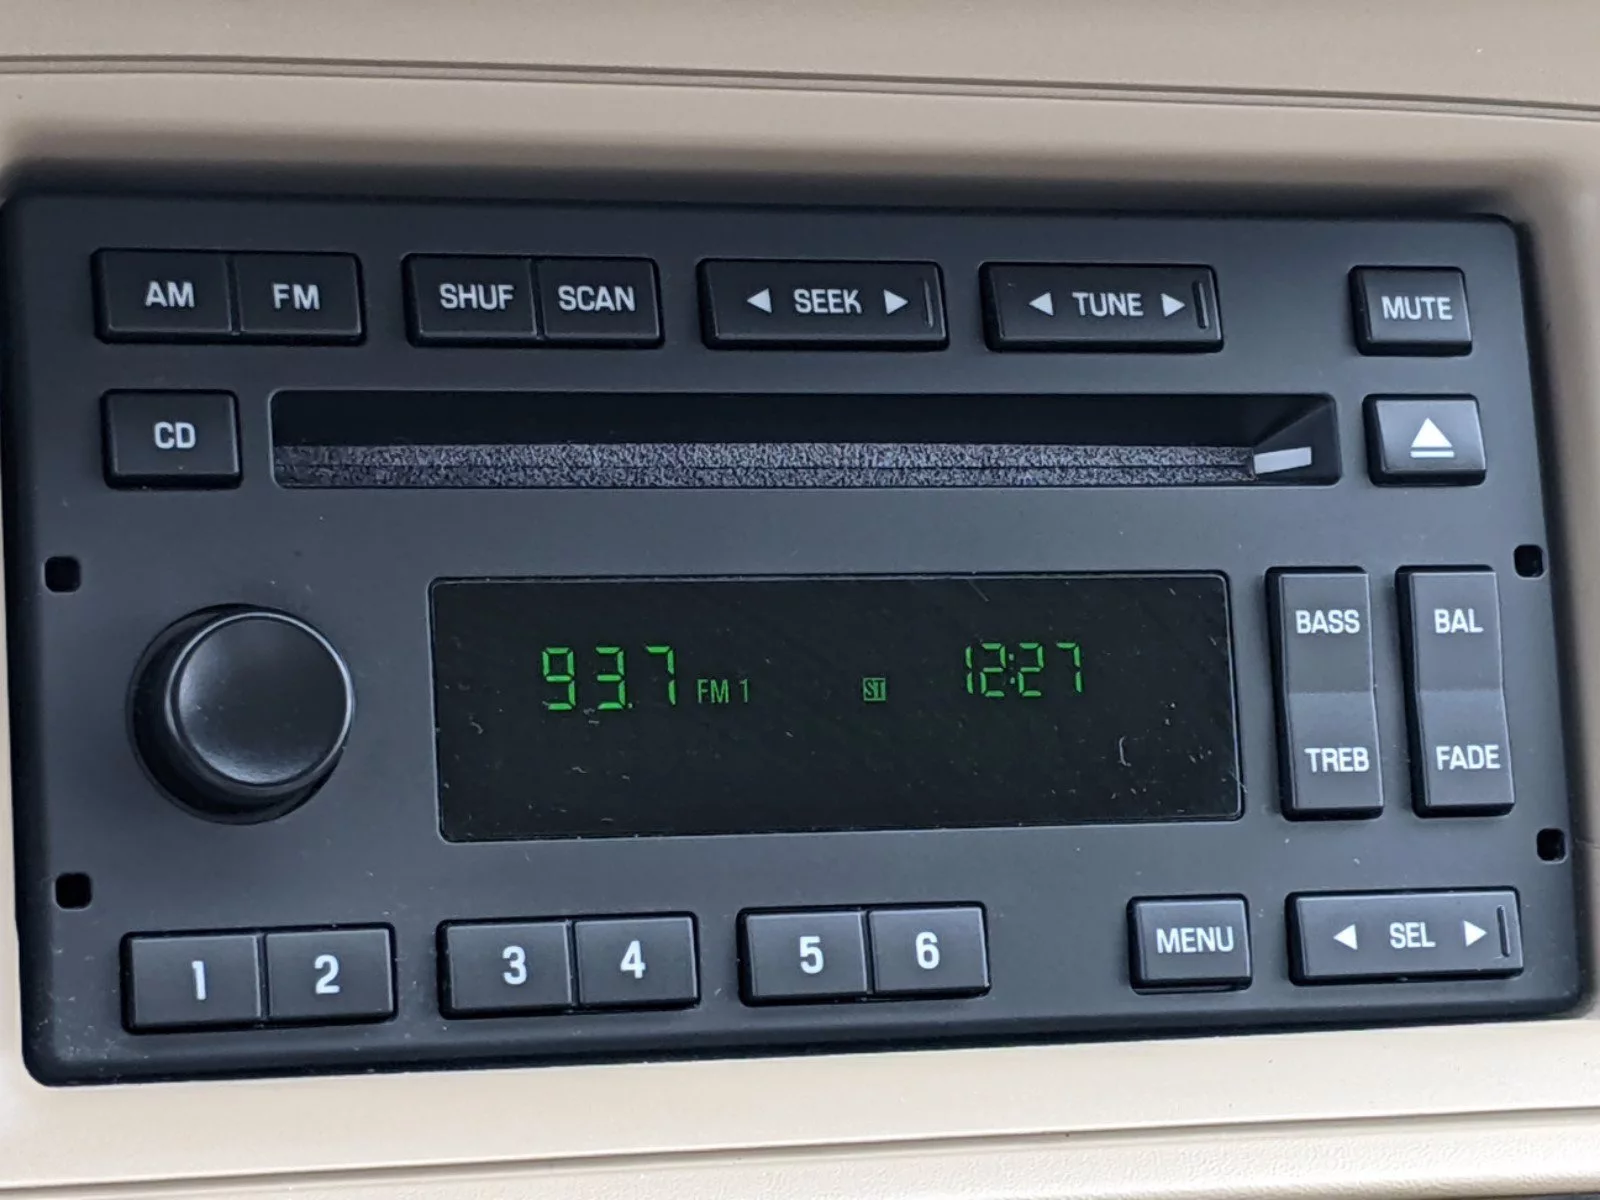 AM FM SHUF SCAN ◀ SEEK ▶ ◀ TUNE ▶ MUTE
CD
93.7 FM 1 ST 12:27
BASS BAL
TREB FADE
1 2 3 4 5 6 MENU ◀ SEL ▶